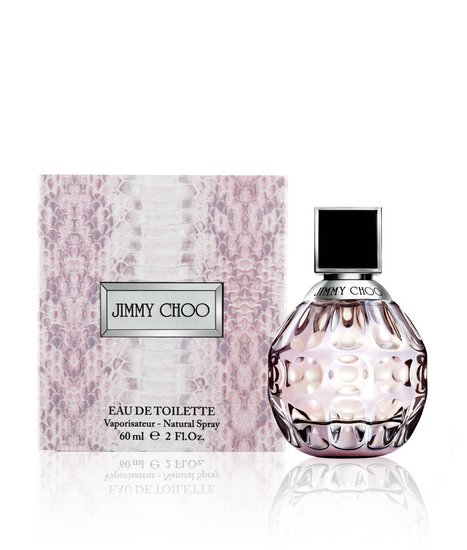 JIMMY CHOO
EAU DE TOILETTE
Vaporisateur - Natural Spray
60 ml ℮ 2 Fl.Oz.
JIMMY CHOO